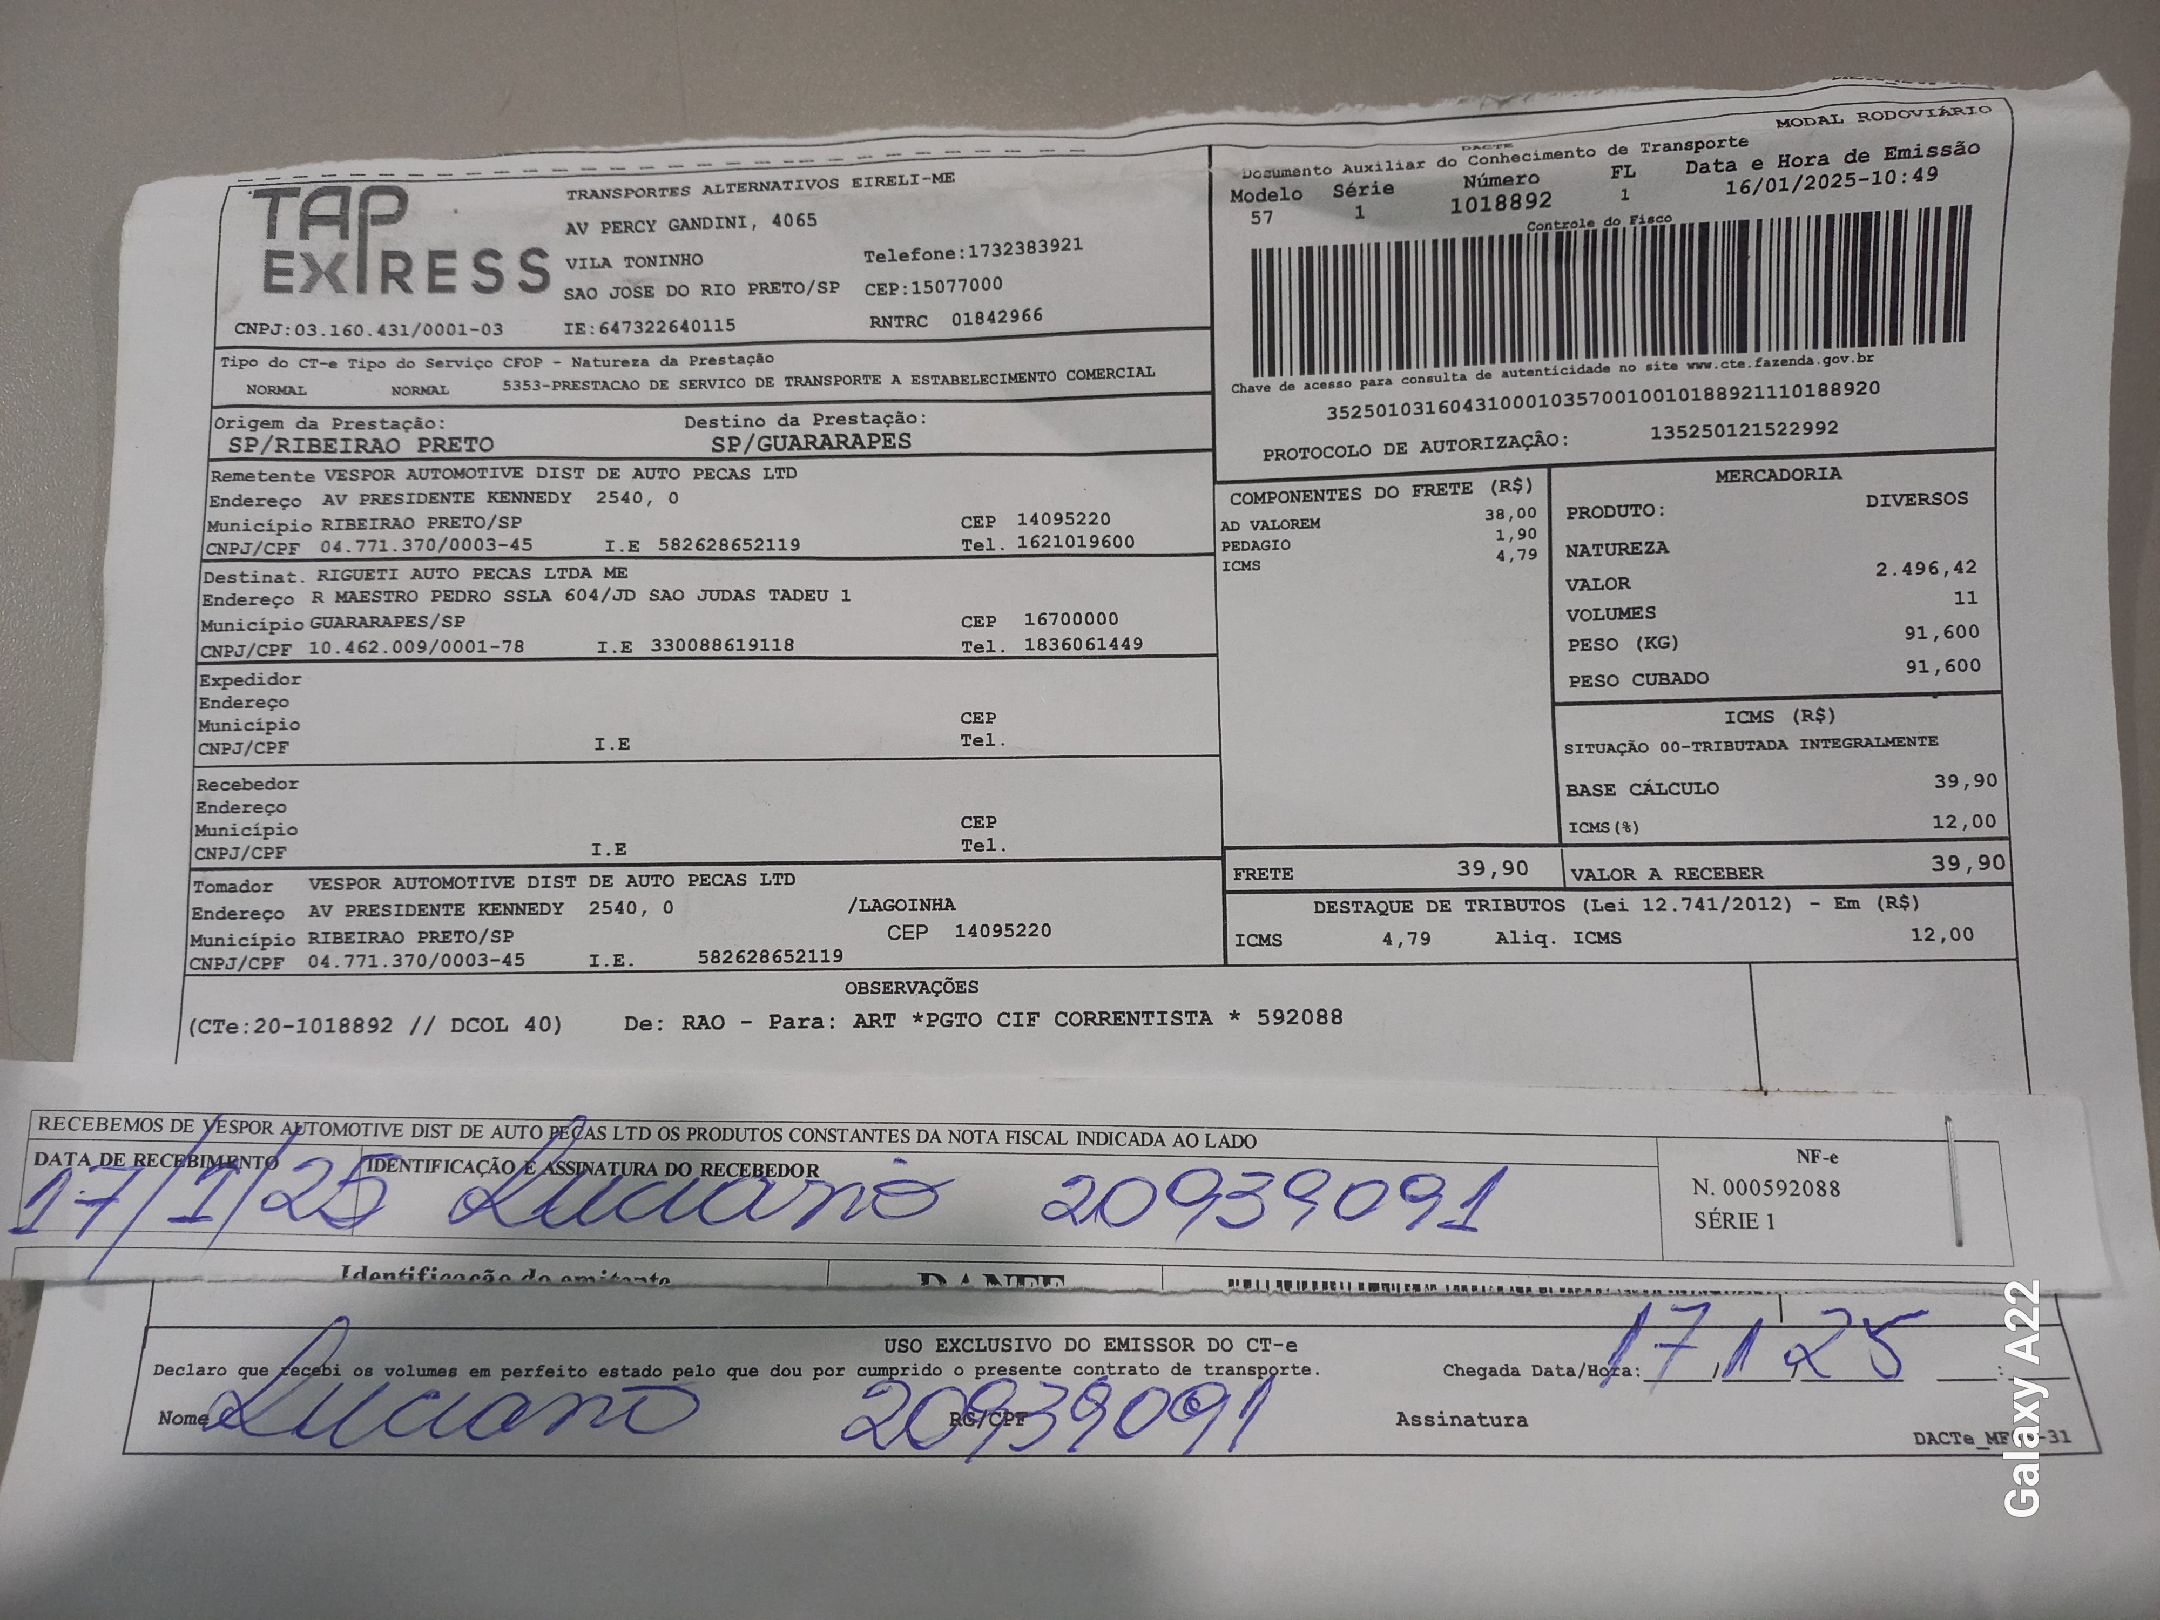 MODAL RODOVIÁRIO
TAP EXPRESS
TRANSPORTES ALTERNATIVOS EIRELI-ME
AV PERCY GANDINI, 4065
VILA TONINHO Telefone:1732383921
SAO JOSE DO RIO PRETO/SP CEP:15077000
CNPJ:03.160.431/0001-03 IE:647322640115 RNTRC 01842966
DACTE
Documento Auxiliar do Conhecimento de Transporte
Modelo Série Número FL Data e Hora de Emissão
57 1 1018892 1 16/01/2025-10:49
Controle do Fisco
Chave de acesso para consulta de autenticidade no site www.cte.fazenda.gov.br
35250103160431000103570010010188921110188920
PROTOCOLO DE AUTORIZAÇÃO: 135250121522992
Tipo do CT-e Tipo do Serviço CFOP - Natureza da Prestação
NORMAL NORMAL 5353-PRESTACAO DE SERVICO DE TRANSPORTE A ESTABELECIMENTO COMERCIAL
Origem da Prestação: Destino da Prestação:
SP/RIBEIRAO PRETO SP/GUARARAPES
Remetente VESPOR AUTOMOTIVE DIST DE AUTO PECAS LTD
Endereço AV PRESIDENTE KENNEDY 2540, 0
Município RIBEIRAO PRETO/SP CEP 14095220
CNPJ/CPF 04.771.370/0003-45 I.E 582628652119 Tel. 1621019600
Destinat. RIGUETI AUTO PECAS LTDA ME
Endereço R MAESTRO PEDRO SSLA 604/JD SAO JUDAS TADEU 1
Município GUARARAPES/SP CEP 16700000
CNPJ/CPF 10.462.009/0001-78 I.E 330088619118 Tel. 1836061449
Expedidor
Endereço
Município CEP
CNPJ/CPF I.E Tel.
Recebedor
Endereço
Município CEP
CNPJ/CPF I.E Tel.
Tomador VESPOR AUTOMOTIVE DIST DE AUTO PECAS LTD
Endereço AV PRESIDENTE KENNEDY 2540, 0 /LAGOINHA
Município RIBEIRAO PRETO/SP CEP 14095220
CNPJ/CPF 04.771.370/0003-45 I.E. 582628652119
COMPONENTES DO FRETE (R$)
AD VALOREM 38,00
PEDAGIO 1,90
ICMS 4,79
MERCADORIA
PRODUTO: DIVERSOS
NATUREZA
VALOR 2.496,42
VOLUMES 11
PESO (KG) 91,600
PESO CUBADO 91,600
ICMS (R$)
SITUAÇÃO 00-TRIBUTADA INTEGRALMENTE
BASE CÁLCULO 39,90
ICMS(%) 12,00
FRETE 39,90 VALOR A RECEBER 39,90
DESTAQUE DE TRIBUTOS (Lei 12.741/2012) - Em (R$)
ICMS 4,79 Aliq. ICMS 12,00
OBSERVAÇÕES
(CTe:20-1018892 // DCOL 40) De: RAO - Para: ART *PGTO CIF CORRENTISTA * 592088
RECEBEMOS DE VESPOR AUTOMOTIVE DIST DE AUTO PEÇAS LTD OS PRODUTOS CONSTANTES DA NOTA FISCAL INDICADA AO LADO
DATA DE RECEBIMENTO IDENTIFICAÇÃO E ASSINATURA DO RECEBEDOR
17/1/25 Luciano 20939091
NF-e
N. 000592088
SÉRIE 1
Identificação do emitente DANFE
USO EXCLUSIVO DO EMISSOR DO CT-e
Declaro que recebi os volumes em perfeito estado pelo que dou por cumprido o presente contrato de transporte. Chegada Data/Hora: 17/1/25 :
Nome Luciano RG/CPF 20939091 Assinatura
Galaxy A22